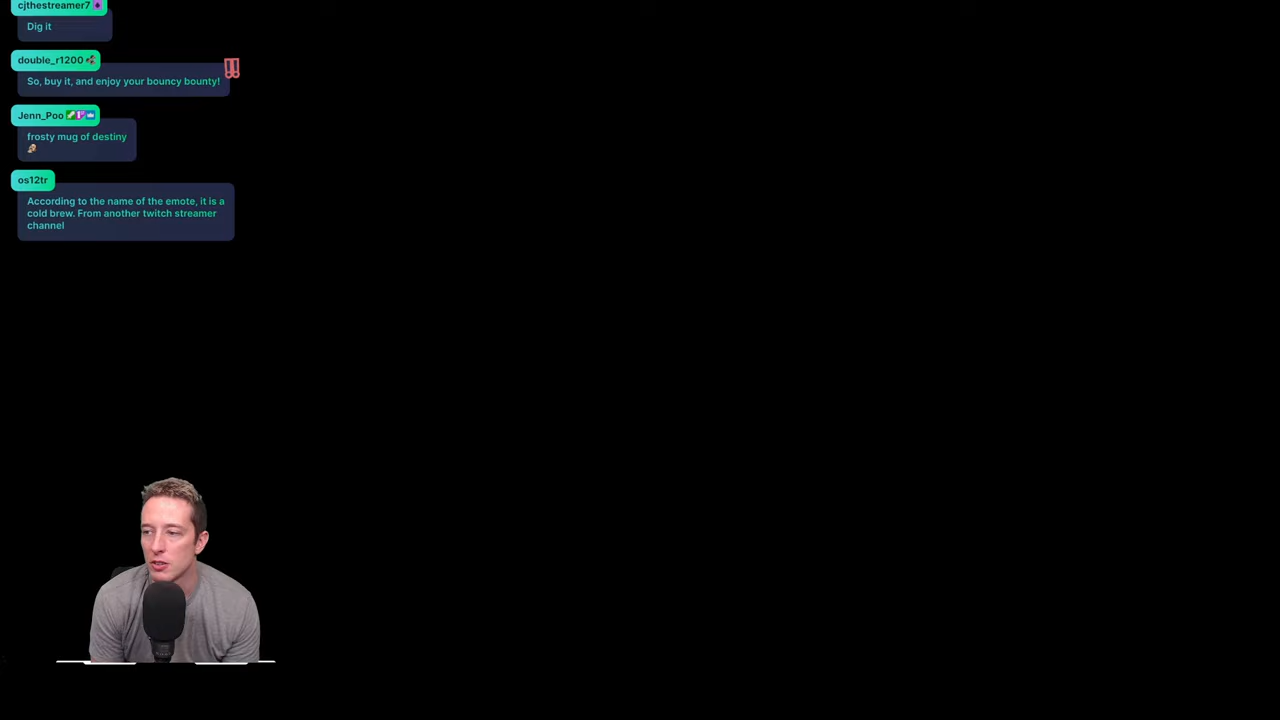 cjthestreamer7
Dig it
double_r1200
So, buy it, and enjoy your bouncy bounty!
Jenn_Poo
frosty mug of destiny
os12tr
According to the name of the emote, it is a
cold brew. From another twitch streamer
channel